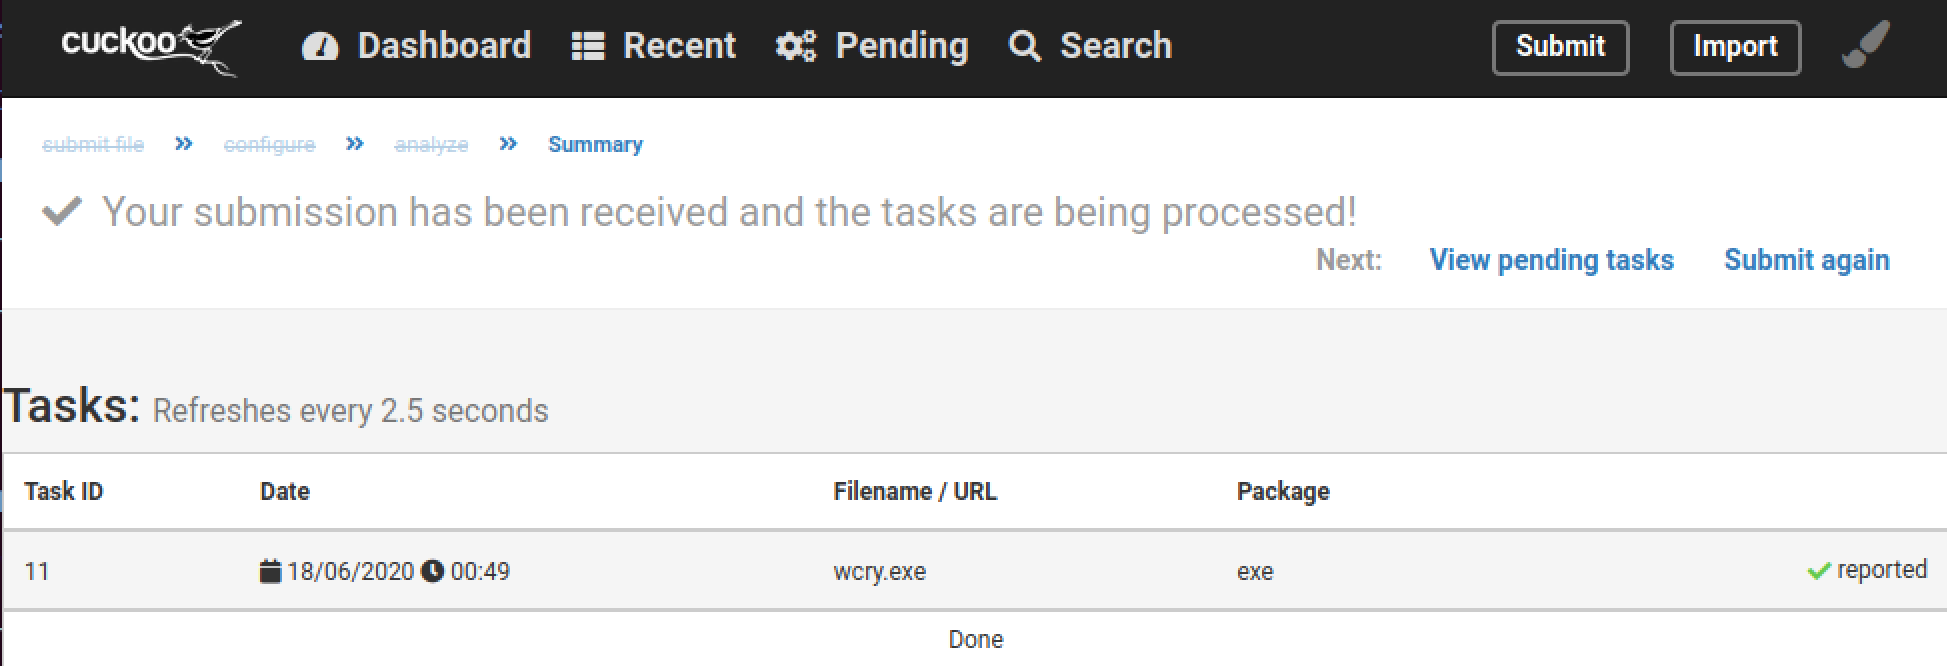 cuckoo Dashboard Recent Pending Search Submit Import
submit file » configure » analyze » Summary
Your submission has been received and the tasks are being processed!
Next: View pending tasks Submit again
Tasks: Refreshes every 2.5 seconds
Task ID Date Filename / URL Package
11 18/06/2020 00:49 wcry.exe exe reported
Done